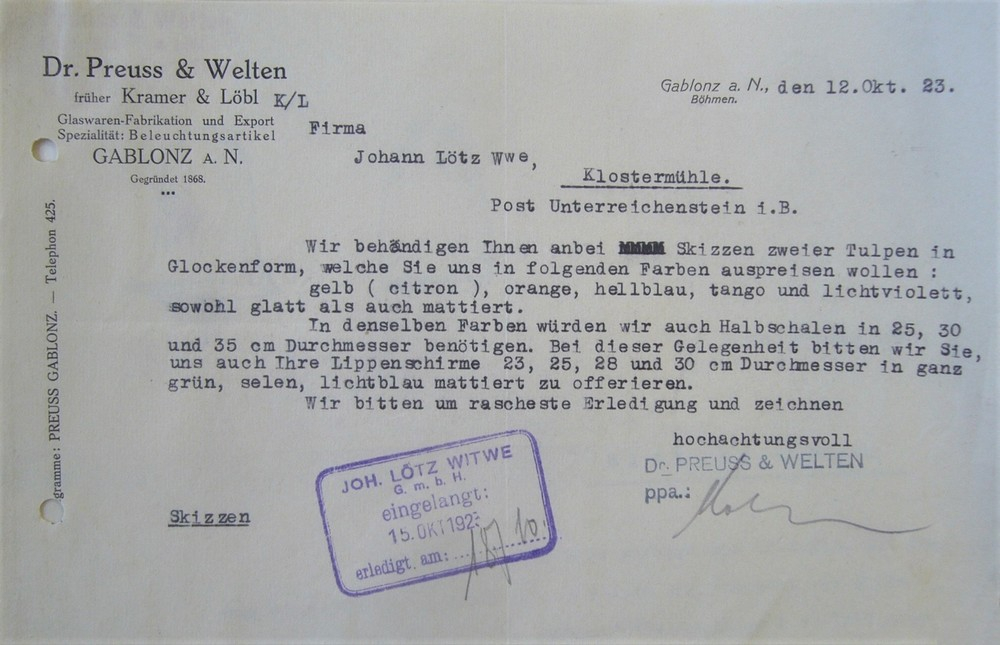 Dr. Preuss & Welten
früher Kramer & Löbl K/L
Glaswaren-Fabrikation und Export
Spezialität: Beleuchtungsartikel
GABLONZ A. N.
Gegründet 1868.
Gablonz a. N., den 12.Okt. 23.
Böhmen.
Firma
Johann Lötz Wwe,
Klostermühle.
Post Unterreichenstein i.B.
gramme: PREUSS GABLONZ. — Telephon 425.
Wir behändigen Ihnen anbei Skizzen zweier Tulpen in
Glockenform, welche Sie uns in folgenden Farben auspreisen wollen :
gelb ( citron ), orange, hellblau, tango und lichtviolett,
sowohl glatt als auch mattiert.
In denselben Farben würden wir auch Halbschalen in 25, 30
und 35 cm Durchmesser benötigen. Bei dieser Gelegenheit bitten wir Sie,
uns auch Ihre Lippenschirme 23, 25, 28 und 30 cm Durchmesser in ganz
grün, selen, lichtblau mattiert zu offerieren.
Wir bitten um rascheste Erledigung und zeichnen
hochachtungsvoll
Dr. PREUSS & WELTEN
ppa.:
Skizzen
JOH. LÖTZ WITWE
G. m. b. H.
eingelangt:
15.OKT.1923
erledigt am: 18/10.